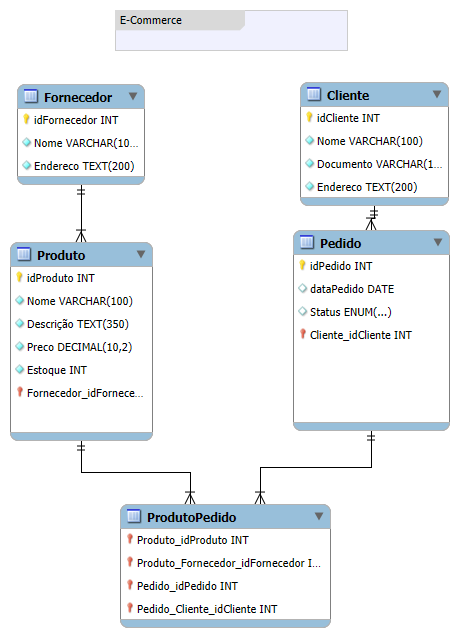 E-Commerce
Fornecedor
idFornecedor INT
Nome VARCHAR(10...
Endereco TEXT(200)
Cliente
idCliente INT
Nome VARCHAR(100)
Documento VARCHAR(1...
Endereco TEXT(200)
Produto
idProduto INT
Nome VARCHAR(100)
Descrição TEXT(350)
Preco DECIMAL(10,2)
Estoque INT
Fornecedor_idFornece...
Pedido
idPedido INT
dataPedido DATE
Status ENUM(...)
Cliente_idCliente INT
ProdutoPedido
Produto_idProduto INT
Produto_Fornecedor_idFornecedor I...
Pedido_idPedido INT
Pedido_Cliente_idCliente INT